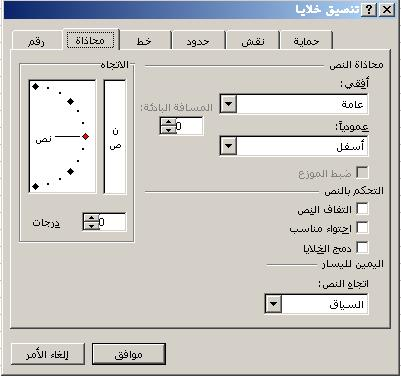 تنسيق خلايا
رقم محاذاة خط حدود نقش حماية
محاذاة النص
أفقي:
عامة
المسافة البادئة:
0
عمودياً:
أسفل
ضبط الموزع
التحكم بالنص
التفاف النص
احتواء مناسب
دمج الخلايا
اليمين لليسار
اتجاه النص:
السياق
الاتجاه
ن
ص
نص
0 درجات
موافق
إلغاء الأمر